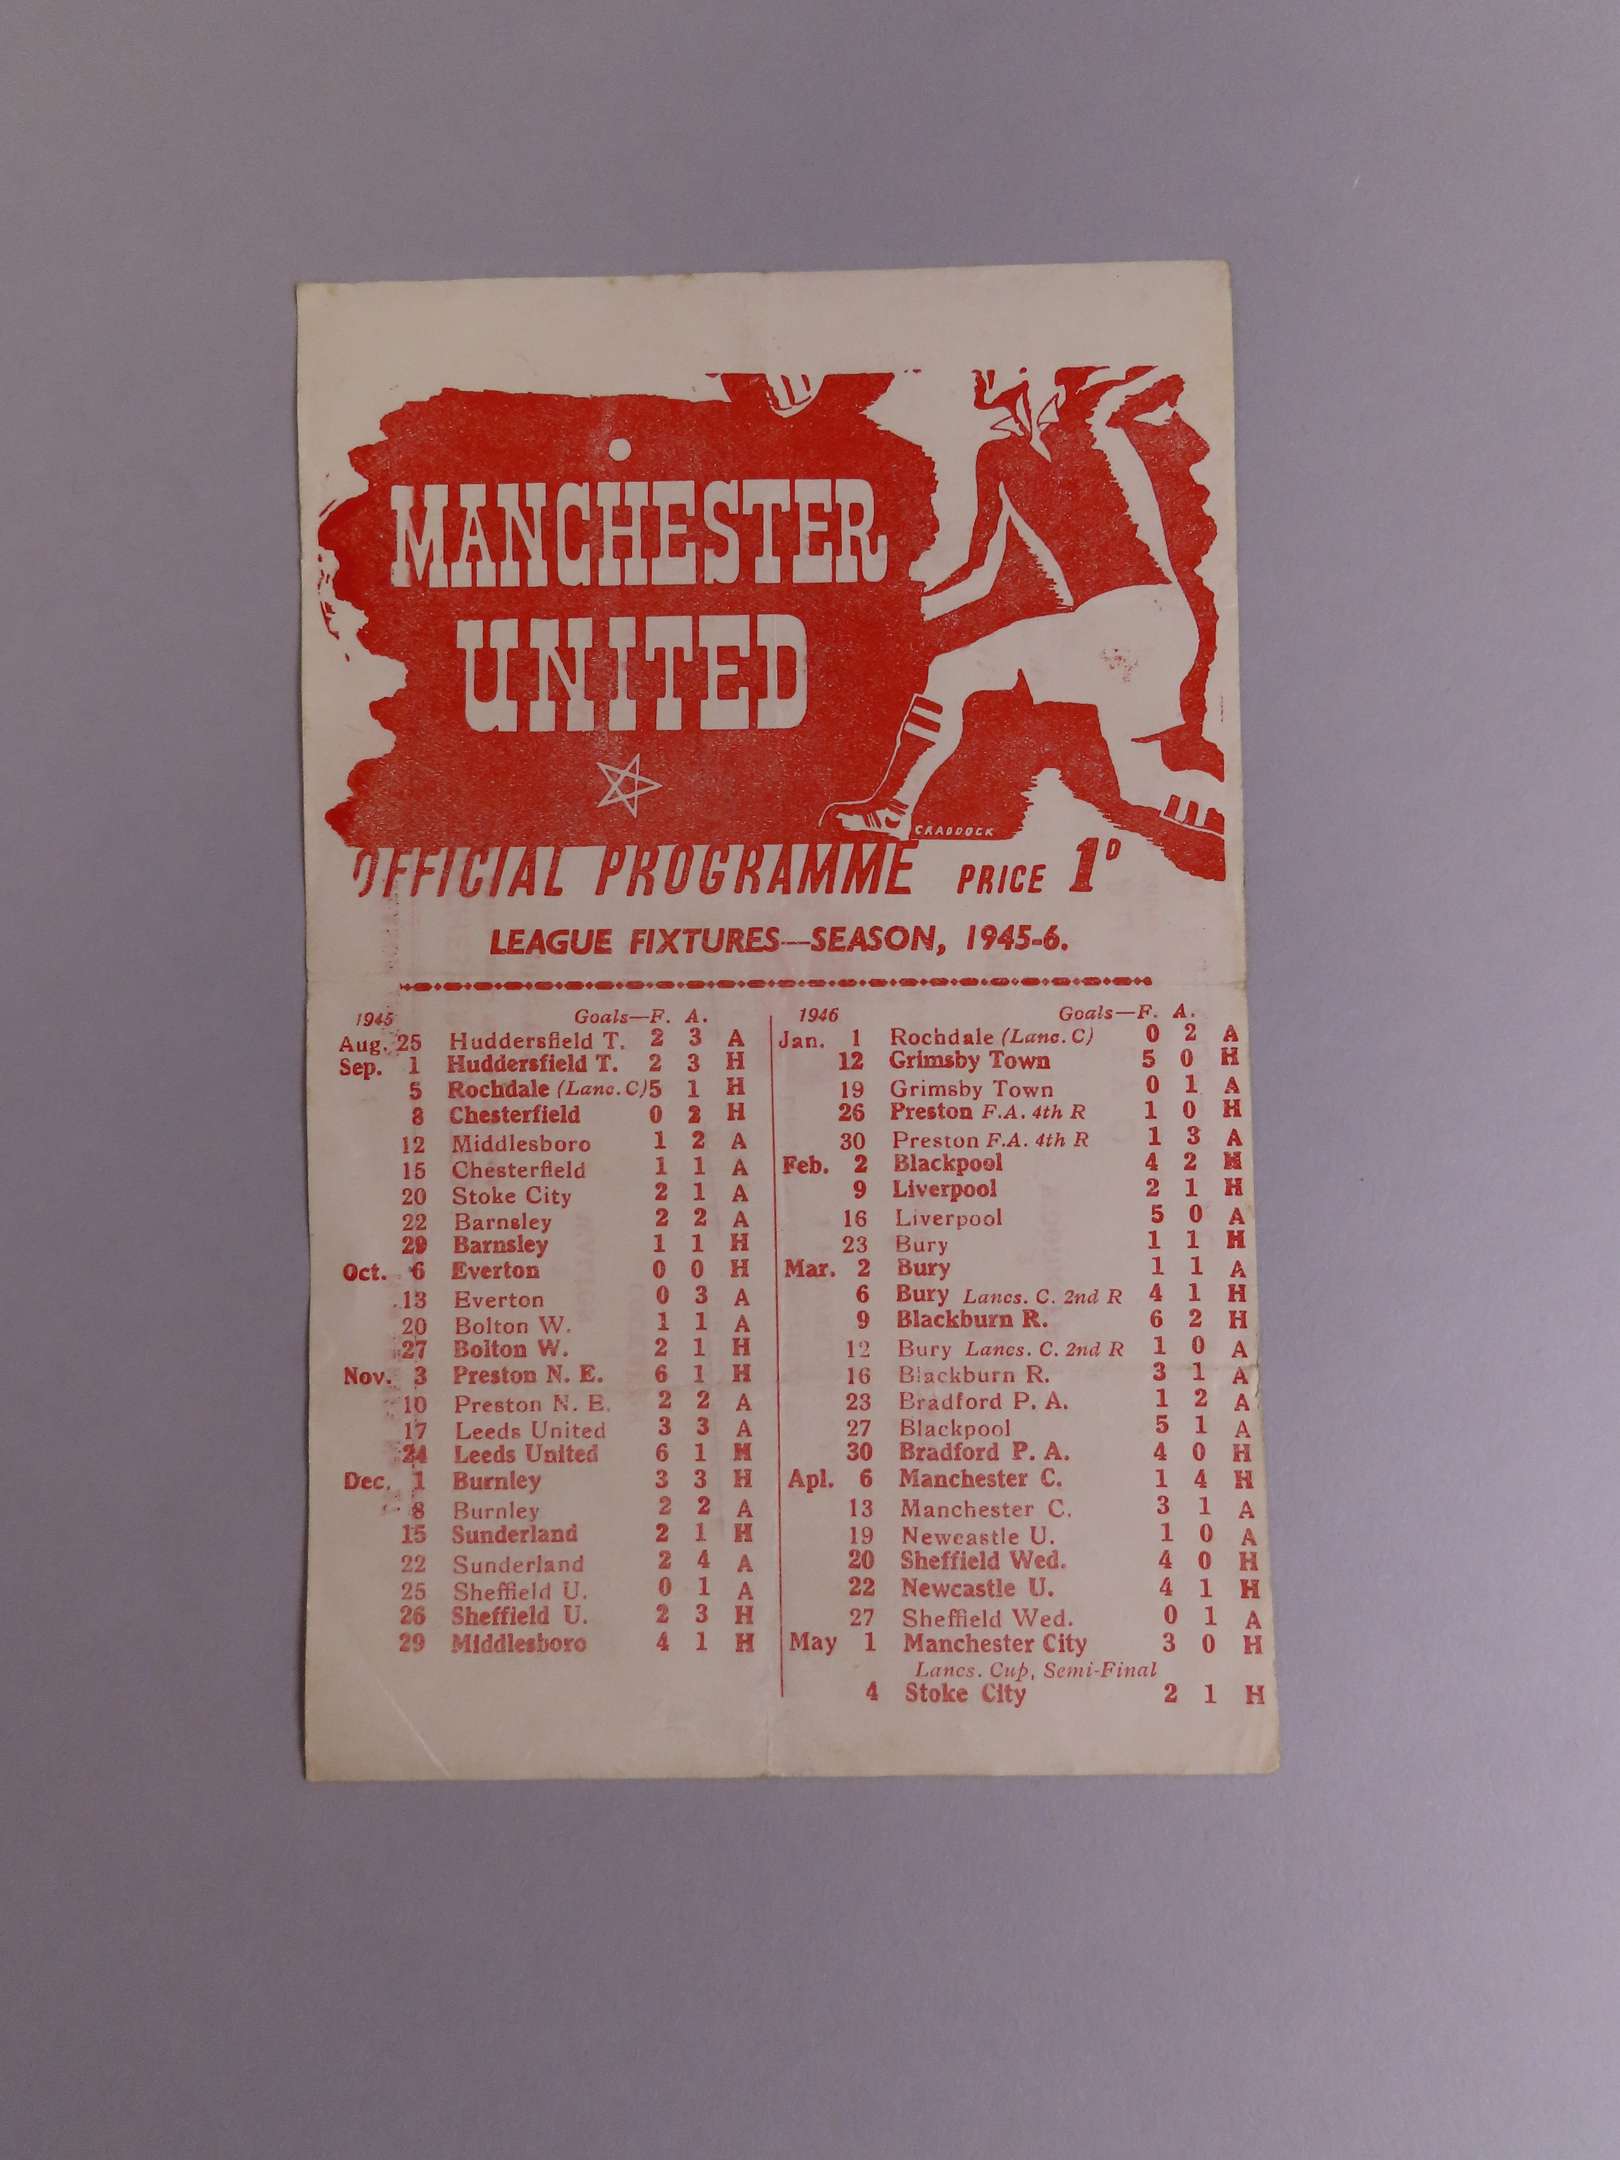 MANCHESTER
UNITED
CRADDOCK
OFFICIAL PROGRAMME PRICE 1D
LEAGUE FIXTURES—SEASON, 1945-6.
1945 Goals—F. A.
Aug. 25 Huddersfield T. 2 3 A
Sep. 1 Huddersfield T. 2 3 H
5 Rochdale (Lanc. C) 5 1 H
8 Chesterfield 0 2 H
12 Middlesboro 1 2 A
15 Chesterfield 1 1 A
20 Stoke City 2 1 A
22 Barnsley 2 2 A
29 Barnsley 1 1 H
Oct. 6 Everton 0 0 H
13 Everton 0 3 A
20 Bolton W. 1 1 A
27 Bolton W. 2 1 H
Nov. 3 Preston N. E. 6 1 H
10 Preston N. E. 2 2 A
17 Leeds United 3 3 A
24 Leeds United 6 1 H
Dec. 1 Burnley 3 3 H
8 Burnley 2 2 A
15 Sunderland 2 1 H
22 Sunderland 2 4 A
25 Sheffield U. 0 1 A
26 Sheffield U. 2 3 H
29 Middlesboro 4 1 H
1946 Goals—F. A.
Jan. 1 Rochdale (Lanc. C) 0 2 A
12 Grimsby Town 5 0 H
19 Grimsby Town 0 1 A
26 Preston F.A. 4th R 1 0 H
30 Preston F.A. 4th R 1 3 A
Feb. 2 Blackpool 4 2 H
9 Liverpool 2 1 H
16 Liverpool 5 0 A
23 Bury 1 1 H
Mar. 2 Bury 1 1 A
6 Bury Lancs. C. 2nd R 4 1 H
9 Blackburn R. 6 2 H
12 Bury Lancs. C. 2nd R 1 0 A
16 Blackburn R. 3 1 A
23 Bradford P. A. 1 2 A
27 Blackpool 5 1 A
30 Bradford P. A. 4 0 H
Apl. 6 Manchester C. 1 4 H
13 Manchester C. 3 1 A
19 Newcastle U. 1 0 A
20 Sheffield Wed. 4 0 H
22 Newcastle U. 4 1 H
27 Sheffield Wed. 0 1 A
May 1 Manchester City 3 0 H
Lancs. Cup, Semi-Final
4 Stoke City 2 1 H